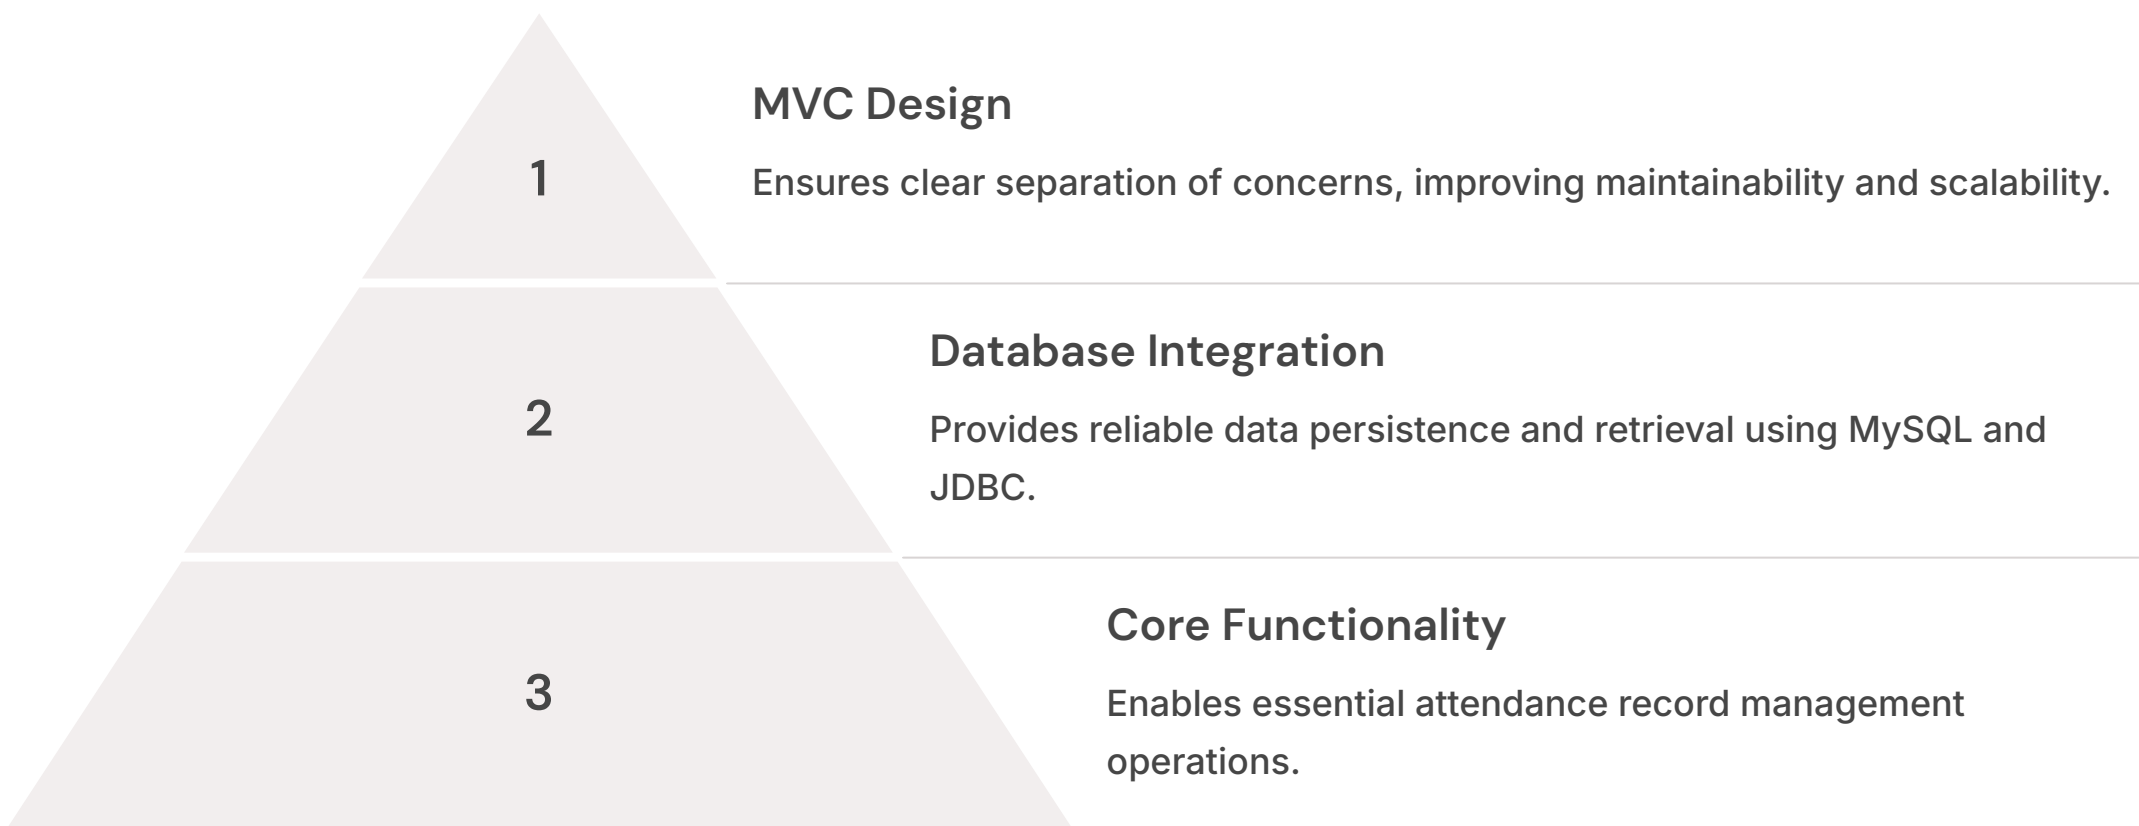 1
MVC Design
Ensures clear separation of concerns, improving maintainability and scalability.
2
Database Integration
Provides reliable data persistence and retrieval using MySQL and
JDBC.
3
Core Functionality
Enables essential attendance record management
operations.